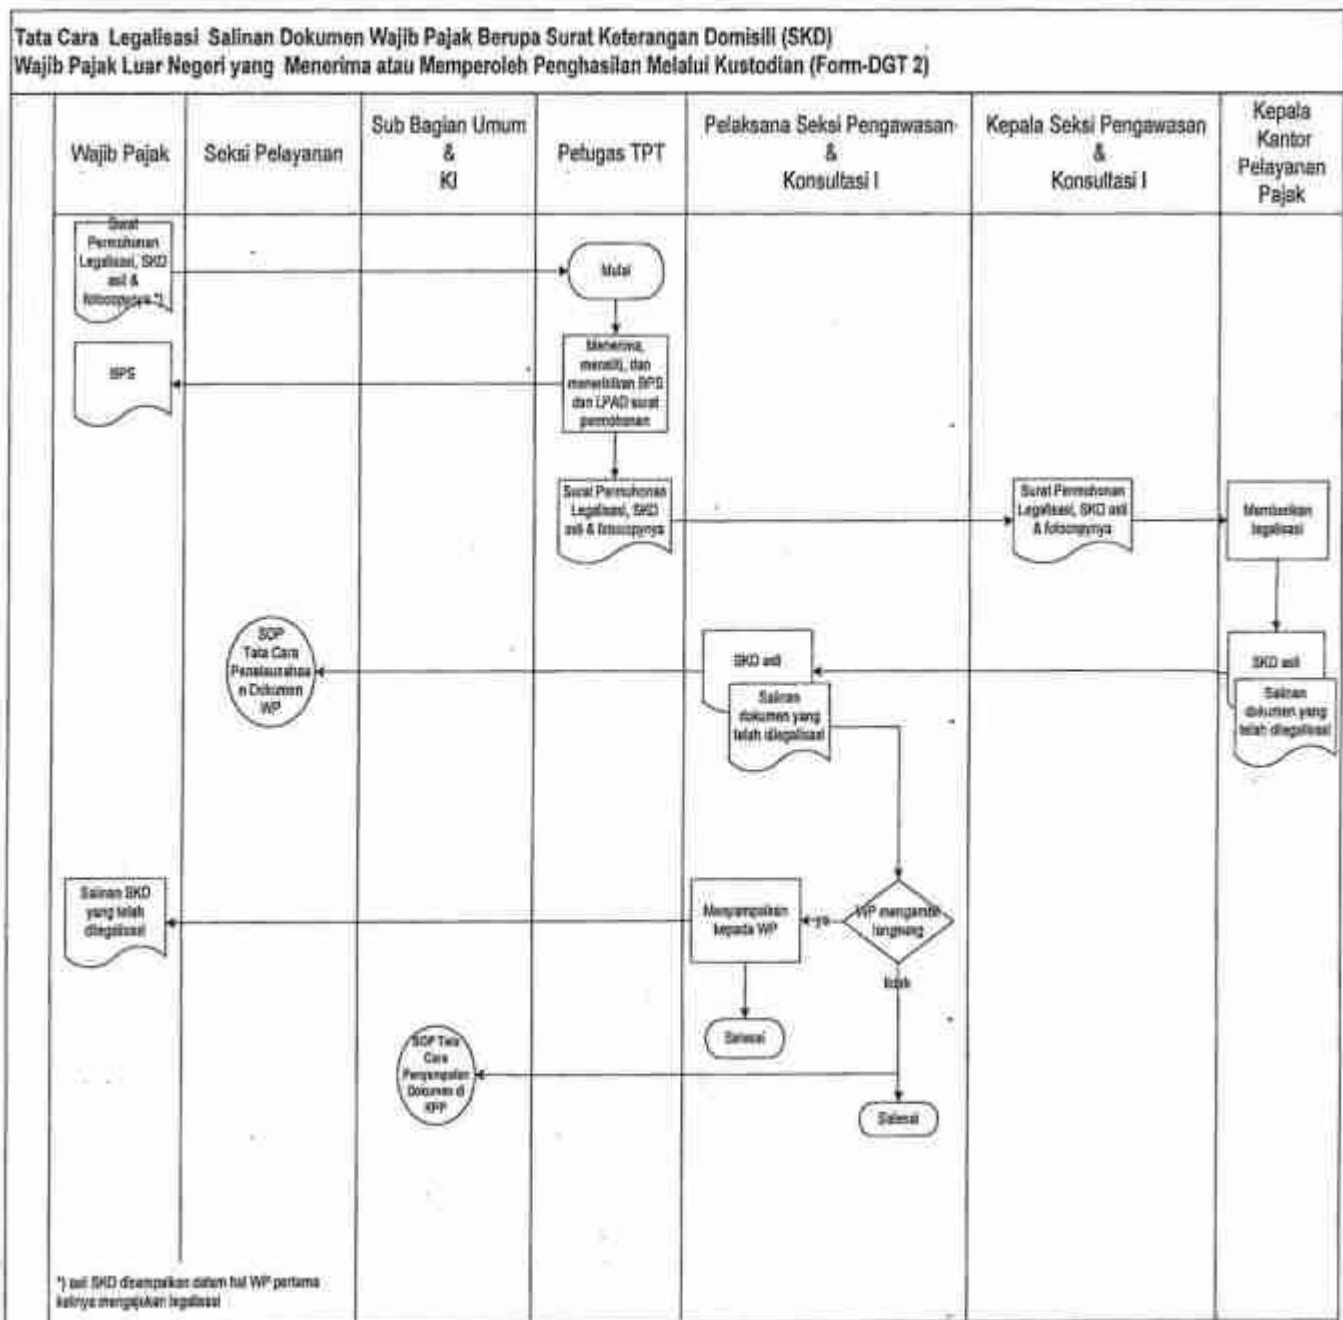 Tata Cara Legalisasi Salinan Dokumen Wajib Pajak Berupa Surat Keterangan Domisili (SKD)
Wajib Pajak Luar Negeri yang Menerima atau Memperoleh Penghasilan Melalui Kustodian (Form-DGT 2)
Wajib Pajak
Seksi Pelayanan
Sub Bagian Umum
&
KI
Petugas TPT
Pelaksana Seksi Pengawasan
&
Konsultasi I
Kepala Seksi Pengawasan
&
Konsultasi I
Kepala
Kantor
Pelayanan
Pajak
Surat
Permohonan
Legalisasi, SKD
asli &
fotocopynya *)
Mulai
Menerima,
meneliti, dan
menerbitkan BPS
dan LPAD surat
permohonan
BPS
Surat Permohonan
Legalisasi, SKD
asli & fotocopynya
Surat Permohonan
Legalisasi, SKD asli
& fotocopynya
Memberikan
legalisasi
SOP
Tata Cara
Penatausahaa
n Dokumen
WP
SKD asli
Salinan
dokumen yang
telah dilegalisasi
SKD asli
Salinan
dokumen yang
telah dilegalisasi
Salinan SKD
yang telah
dilegalisasi
Menyampaikan
kepada WP
ya
WP mengambil
langsung
tidak
Selesai
SOP Tata
Cara
Penyampaian
Dokumen di
KPP
Selesai
*) asli SKD disampaikan dalam hal WP pertama
kalinya mengajukan legalisasi